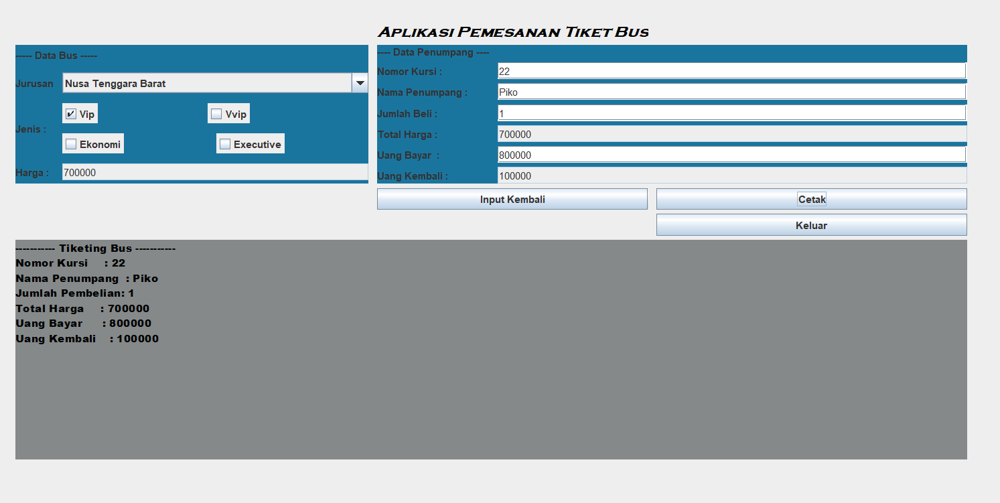 APLIKASI PEMESANAN TIKET BUS
----- Data Bus -----
Jurusan Nusa Tenggara Barat
Jenis :
Vip Vvip
Ekonomi Executive
Harga : 700000
---- Data Penumpang ----
Nomor Kursi : 22
Nama Penumpang : Piko
Jumlah Beli : 1
Total Harga : 700000
Uang Bayar : 800000
Uang Kembali : 100000
Input Kembali Cetak
Keluar
----------- Tiketing Bus -----------
Nomor Kursi : 22
Nama Penumpang : Piko
Jumlah Pembelian: 1
Total Harga : 700000
Uang Bayar : 800000
Uang Kembali : 100000